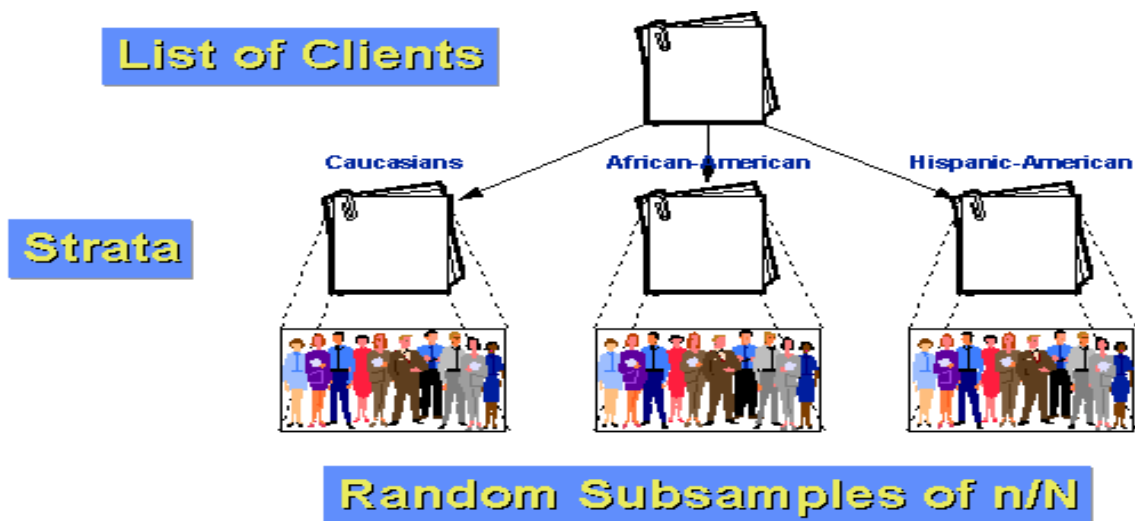 List of Clients
Caucasians
African-American
Hispanic-American
Strata
Random Subsamples of n/N